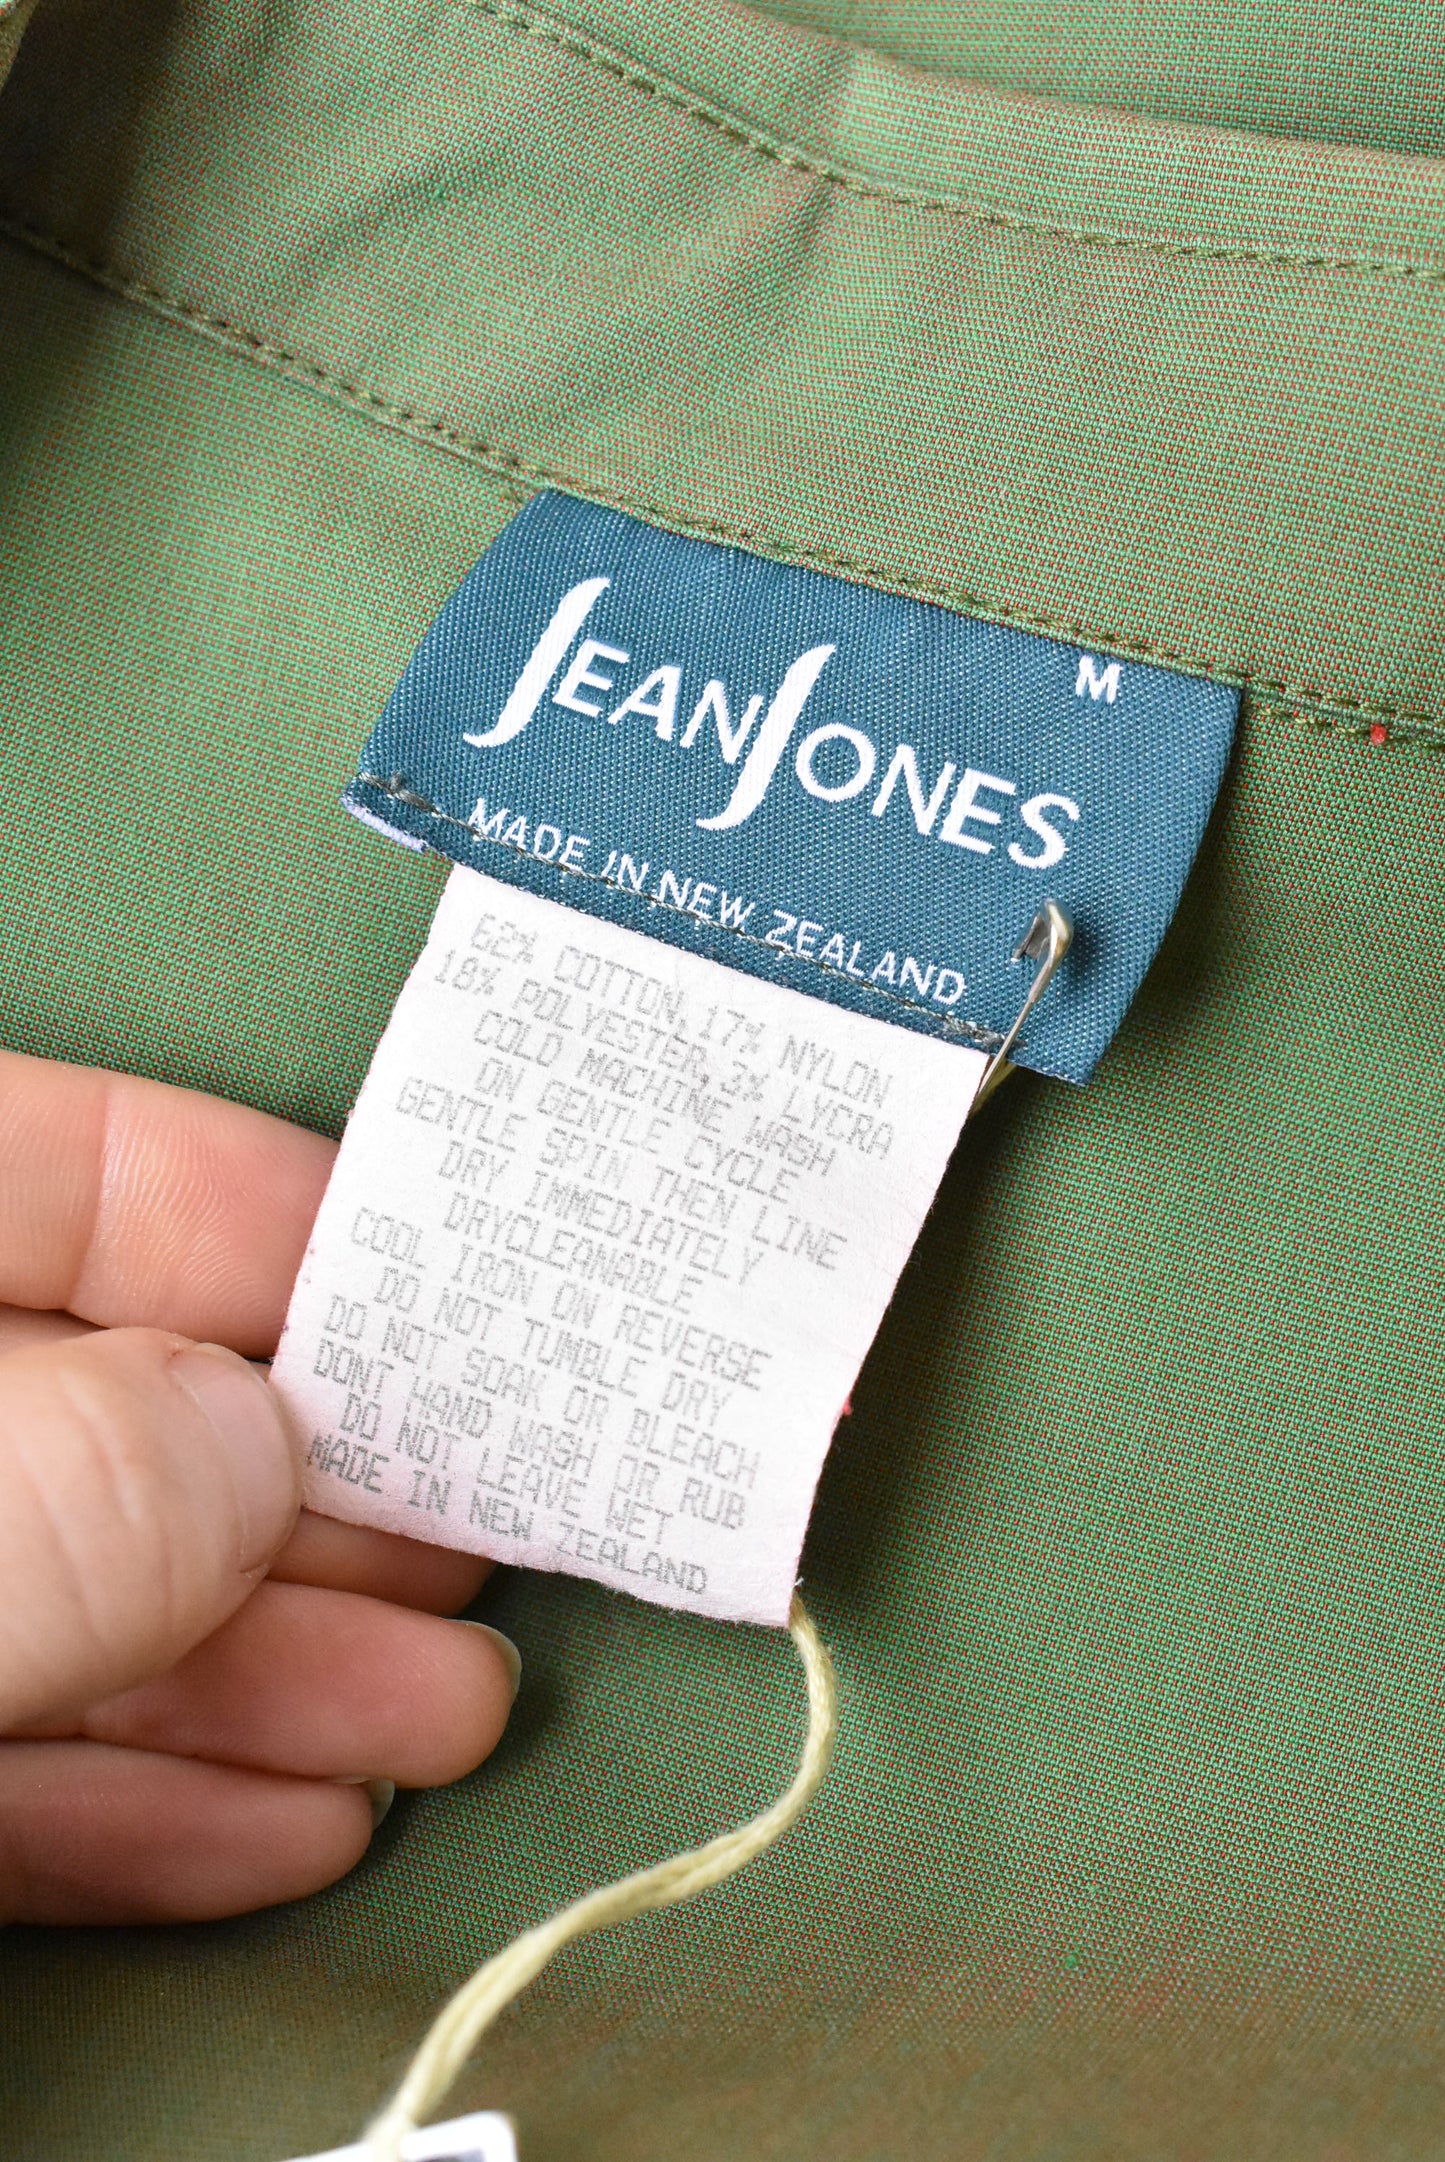 M
JEAN JONES
MADE IN NEW ZEALAND
62% COTTON, 17% NYLON
18% POLYESTER, 3% LYCRA
COLD MACHINE WASH
ON GENTLE CYCLE
GENTLE SPIN THEN LINE
DRY IMMEDIATELY
DRYCLEANABLE
COOL IRON ON REVERSE
DO NOT TUMBLE DRY
DO NOT SOAK OR BLEACH
DONT HAND WASH OR RUB
DO NOT LEAVE WET
MADE IN NEW ZEALAND